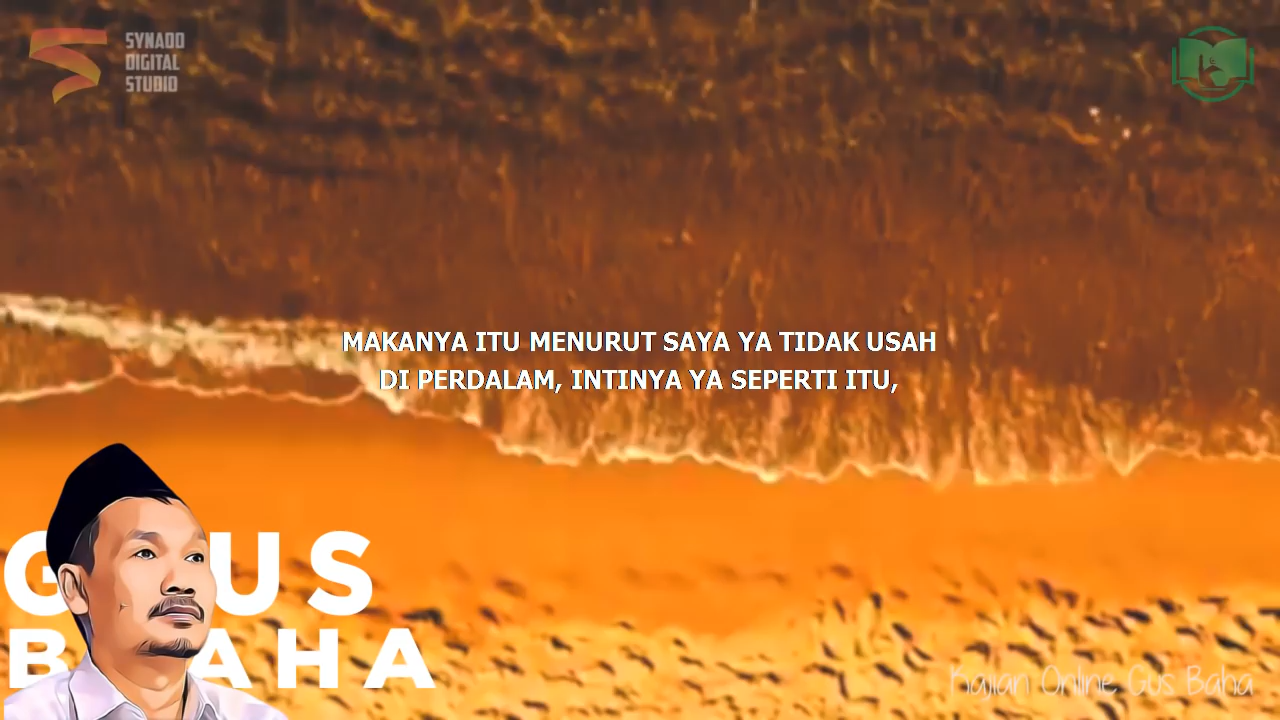 SYNADO
DIGITAL
STUDIO
MAKANYA ITU MENURUT SAYA YA TIDAK USAH
DI PERDALAM, INTINYA YA SEPERTI ITU,
GUS
BAHA
Kajian Online Gus Baha